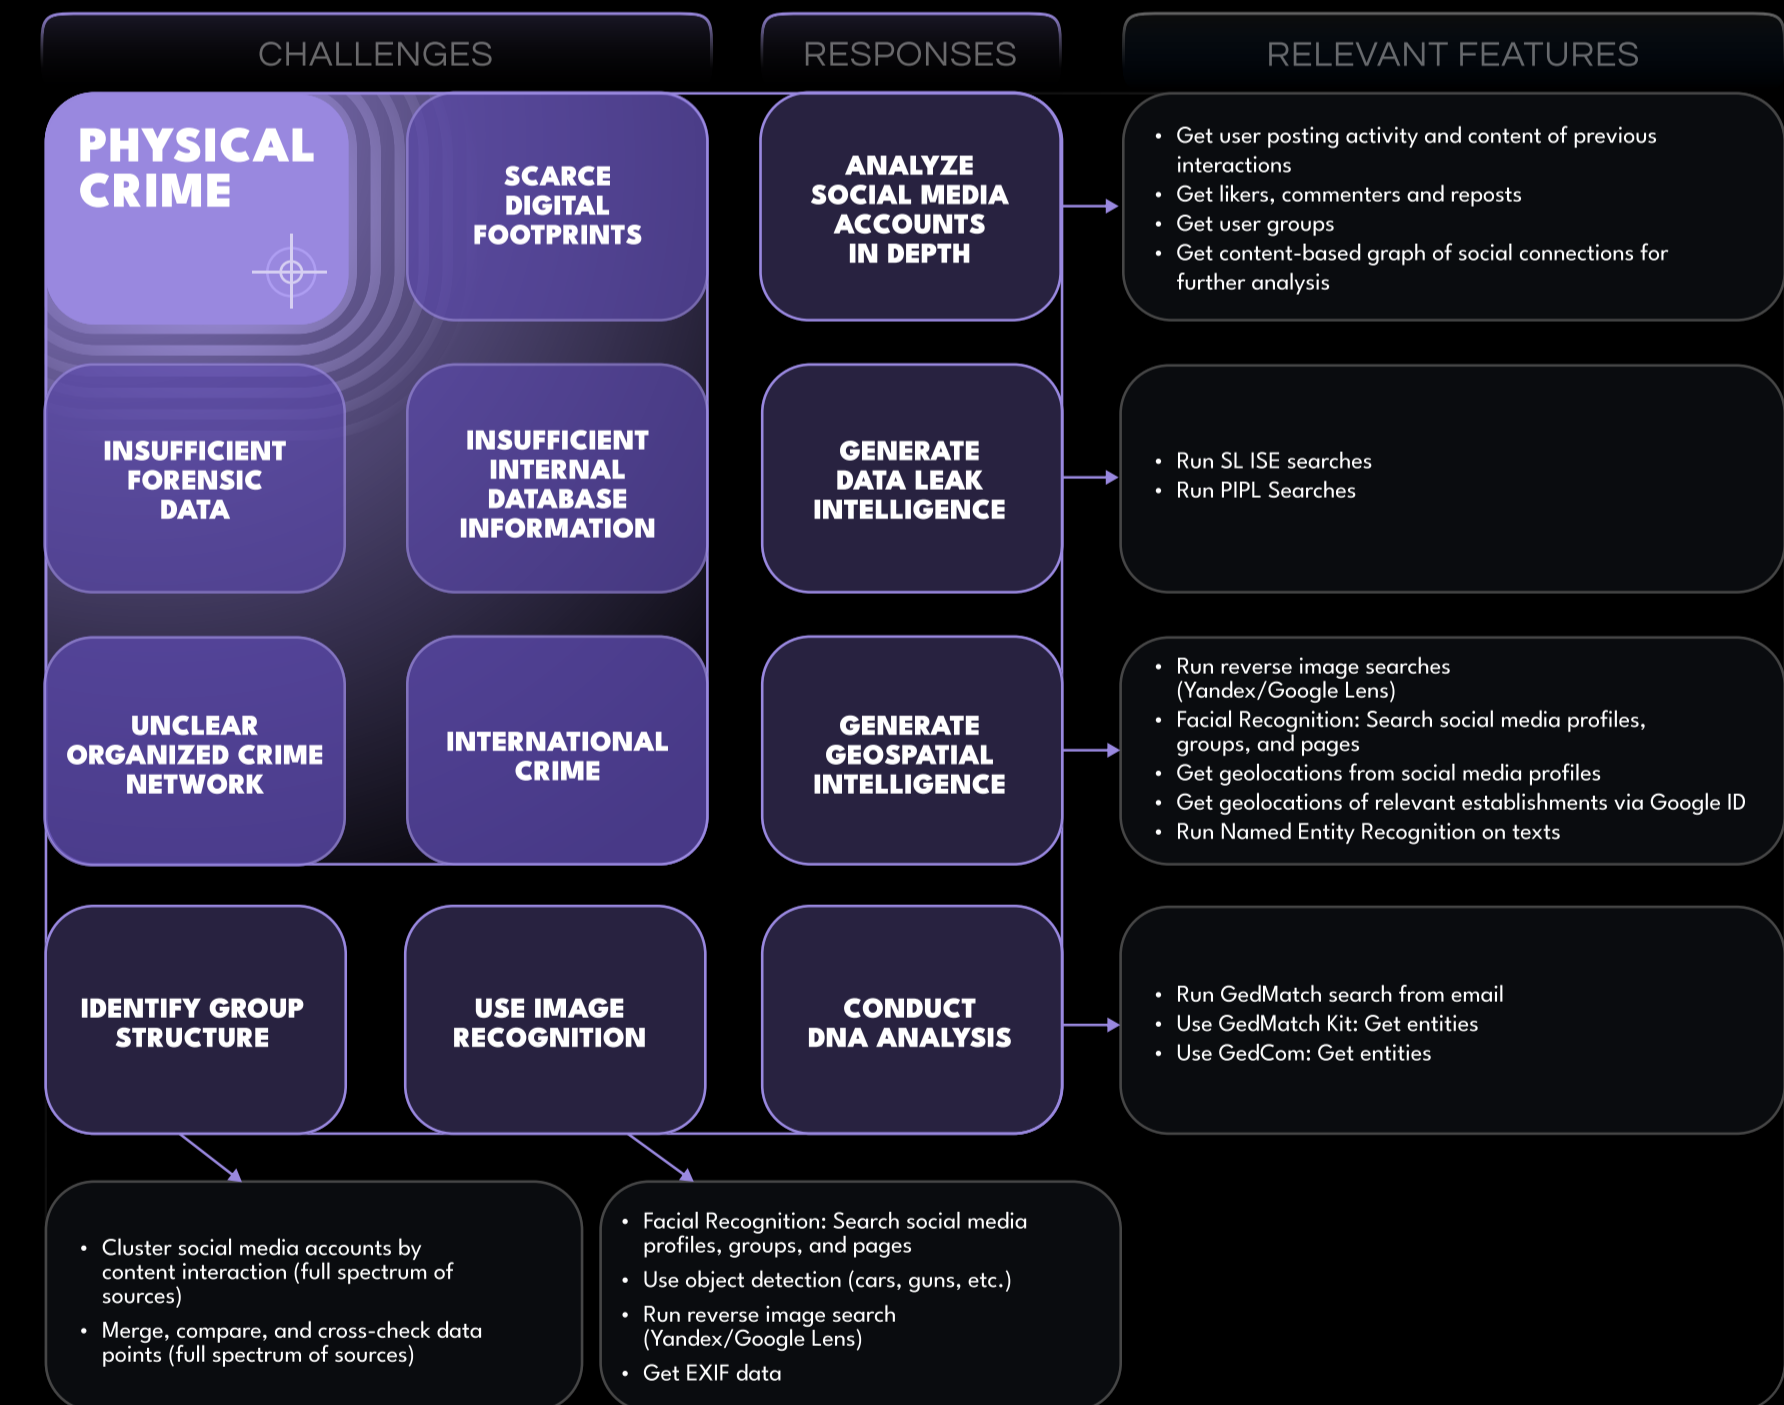 CHALLENGES
RESPONSES
RELEVANT FEATURES
PHYSICAL
CRIME
SCARCE
DIGITAL
FOOTPRINTS
ANALYZE
SOCIAL MEDIA
ACCOUNTS
IN DEPTH
• Get user posting activity and content of previous
interactions
• Get likers, commenters and reposts
• Get user groups
• Get content-based graph of social connections for
further analysis
INSUFFICIENT
FORENSIC
DATA
INSUFFICIENT
INTERNAL
DATABASE
INFORMATION
GENERATE
DATA LEAK
INTELLIGENCE
• Run SL ISE searches
• Run PIPL Searches
UNCLEAR
ORGANIZED CRIME
NETWORK
INTERNATIONAL
CRIME
GENERATE
GEOSPATIAL
INTELLIGENCE
• Run reverse image searches
(Yandex/Google Lens)
• Facial Recognition: Search social media profiles,
groups, and pages
• Get geolocations from social media profiles
• Get geolocations of relevant establishments via Google ID
• Run Named Entity Recognition on texts
IDENTIFY GROUP
STRUCTURE
USE IMAGE
RECOGNITION
CONDUCT
DNA ANALYSIS
• Run GedMatch search from email
• Use GedMatch Kit: Get entities
• Use GedCom: Get entities
• Cluster social media accounts by
content interaction (full spectrum of
sources)
• Merge, compare, and cross-check data
points (full spectrum of sources)
• Facial Recognition: Search social media
profiles, groups, and pages
• Use object detection (cars, guns, etc.)
• Run reverse image search
(Yandex/Google Lens)
• Get EXIF data